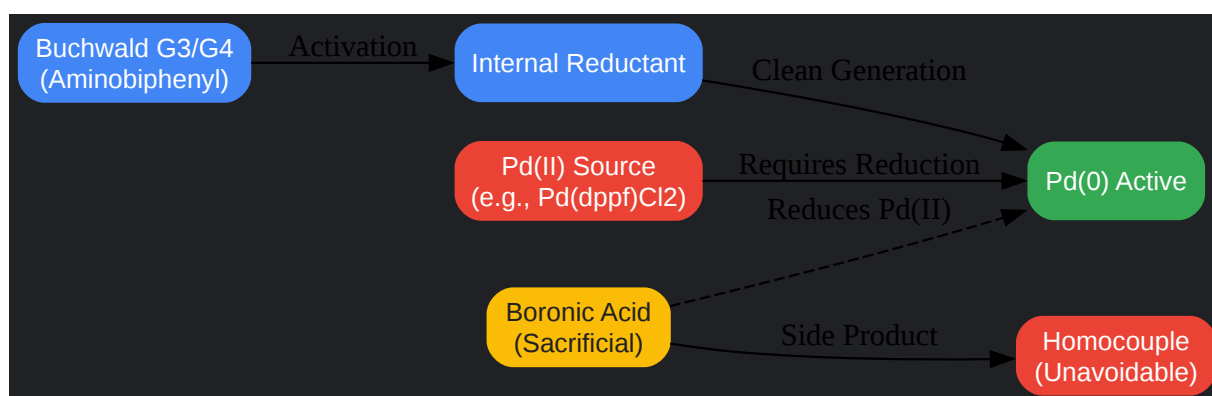 Buchwald G3/G4
(Aminobiphenyl)
Activation
Internal Reductant
Clean Generation
Pd(II) Source
(e.g., Pd(dppf)Cl2)
Requires Reduction
Pd(0) Active
Reduces Pd(II)
Boronic Acid
(Sacrificial)
Side Product
Homocouple
(Unavoidable)